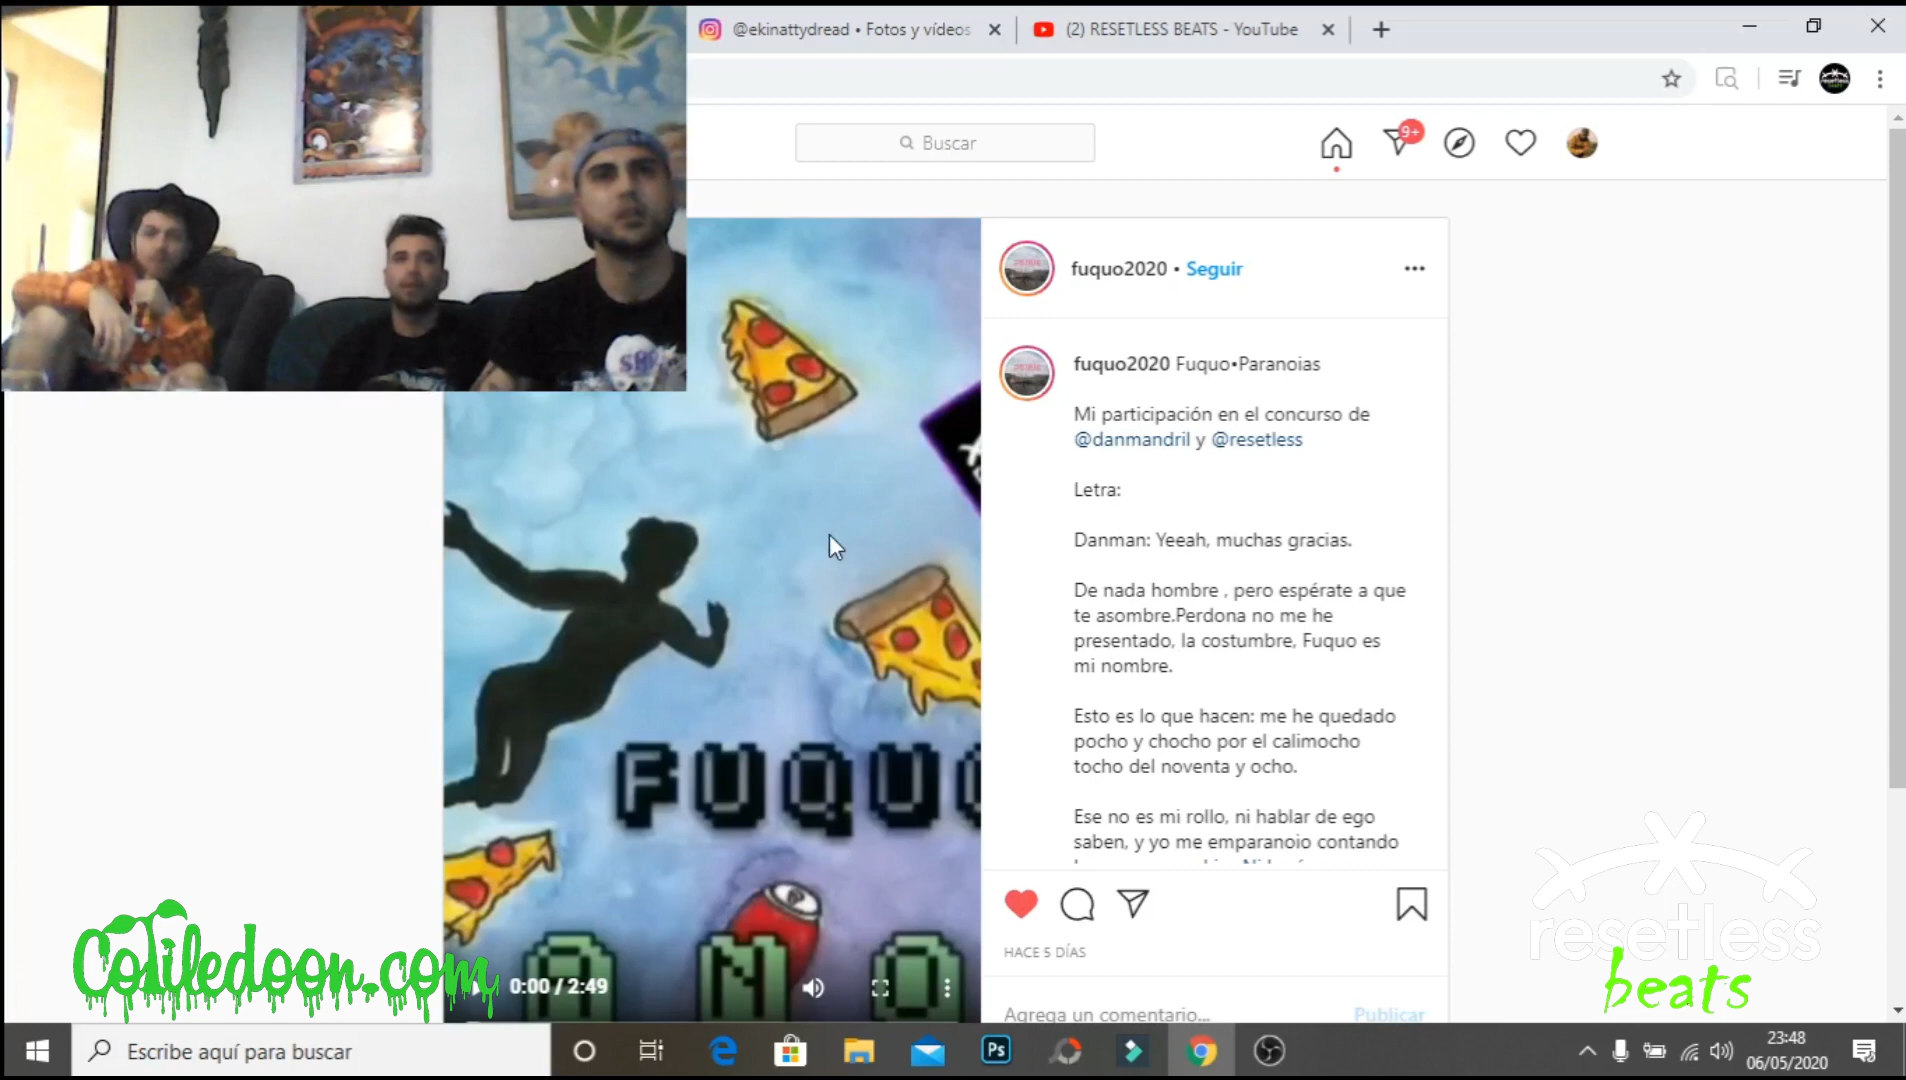 @ekinattydread • Fotos y vídeos
(2) RESETLESS BEATS - YouTube
Buscar
9+
fuquo2020 • Seguir
fuquo2020 Fuquo•Paranoias
Mi participación en el concurso de
@danmandril y @resetless
Letra:
Danman: Yeeah, muchas gracias.
De nada hombre , pero espérate a que
te asombre.Perdona no me he
presentado, la costumbre, Fuquo es
mi nombre.
Esto es lo que hacen: me he quedado
pocho y chocho por el calimocho
tocho del noventa y ocho.
Ese no es mi rollo, ni hablar de ego
saben, y yo me emparanoio contando
HACE 5 DÍAS
Agrega un comentario...
Publicar
FUQUO
ANO
0:00 / 2:49
Cotiledoon.com
resetless
beats
Escribe aquí para buscar
Ps
23:48
06/05/2020